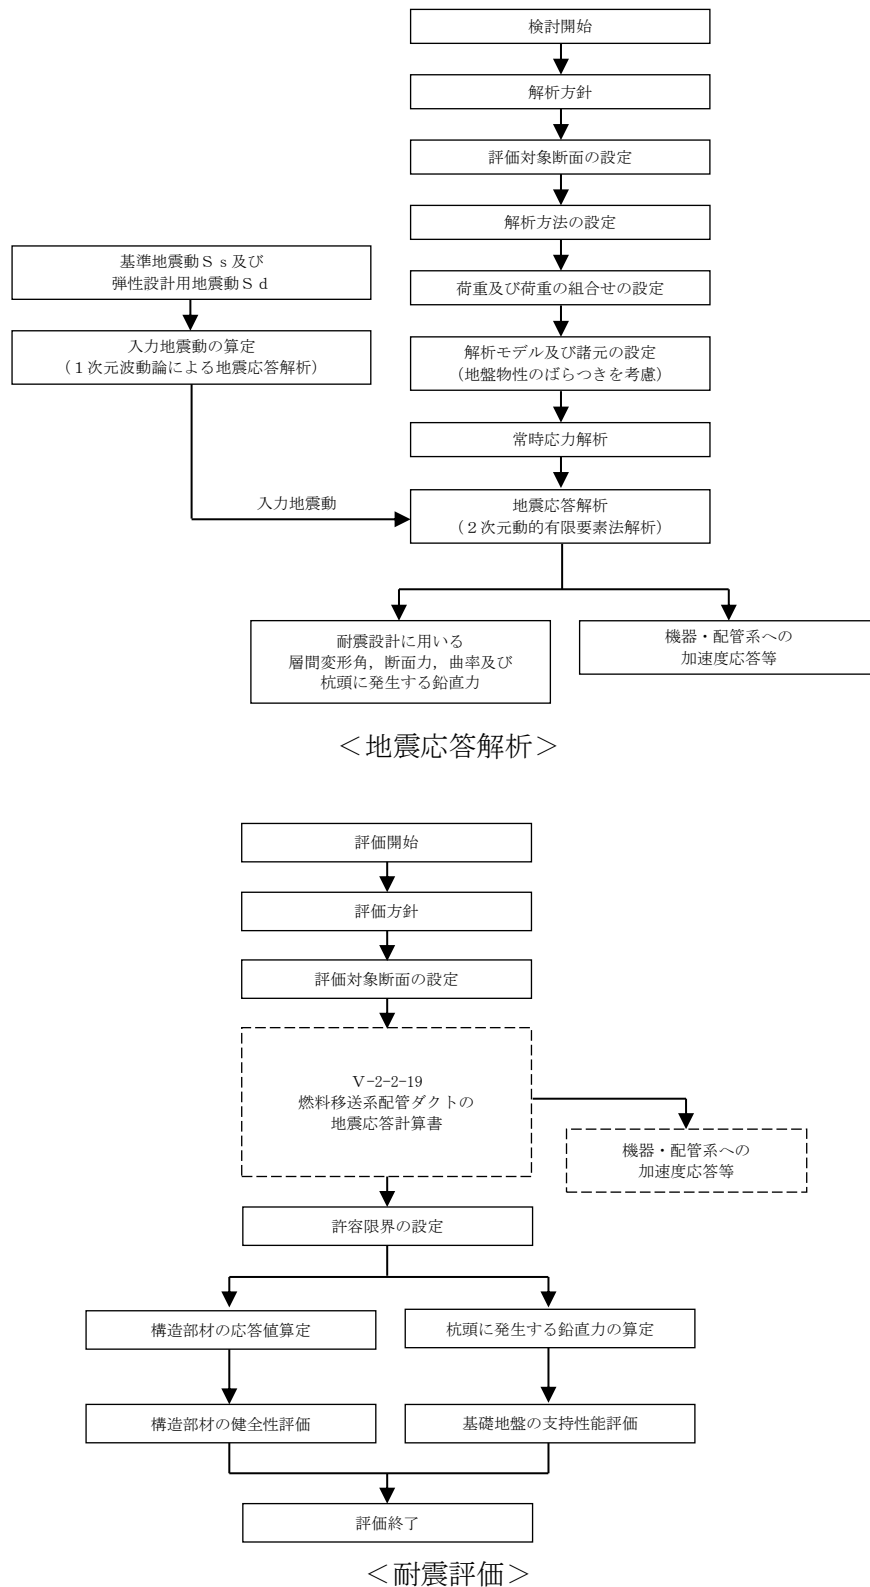 検討開始
解析方針
評価対象断面の設定
解析方法の設定
基準地震動Ｓｓ及び
弾性設計用地震動Ｓｄ
荷重及び荷重の組合せの設定
入力地震動の算定
（１次元波動論による地震応答解析）
解析モデル及び諸元の設定
（地盤物性のばらつきを考慮）
常時応力解析
入力地震動
地震応答解析
（２次元動的有限要素法解析）
耐震設計に用いる
層間変形角，断面力，曲率及び
杭頭に発生する鉛直力
機器・配管系への
加速度応答等
＜地震応答解析＞
評価開始
評価方針
評価対象断面の設定
Ⅴ-2-2-19
燃料移送系配管ダクトの
地震応答計算書
機器・配管系への
加速度応答等
許容限界の設定
構造部材の応答値算定
杭頭に発生する鉛直力の算定
構造部材の健全性評価
基礎地盤の支持性能評価
評価終了
＜耐震評価＞